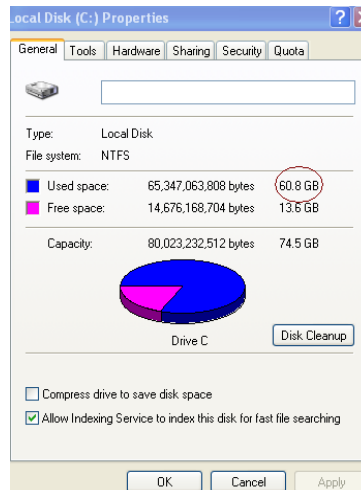 Local Disk (C:) Properties
General Tools Hardware Sharing Security Quota
Type: Local Disk
File system: NTFS
Used space: 65,347,063,808 bytes 60.8 GB
Free space: 14,676,168,704 bytes 13.6 GB
Capacity: 80,023,232,512 bytes 74.5 GB
Drive C
Disk Cleanup
Compress drive to save disk space
Allow Indexing Service to index this disk for fast file searching
OK Cancel Apply